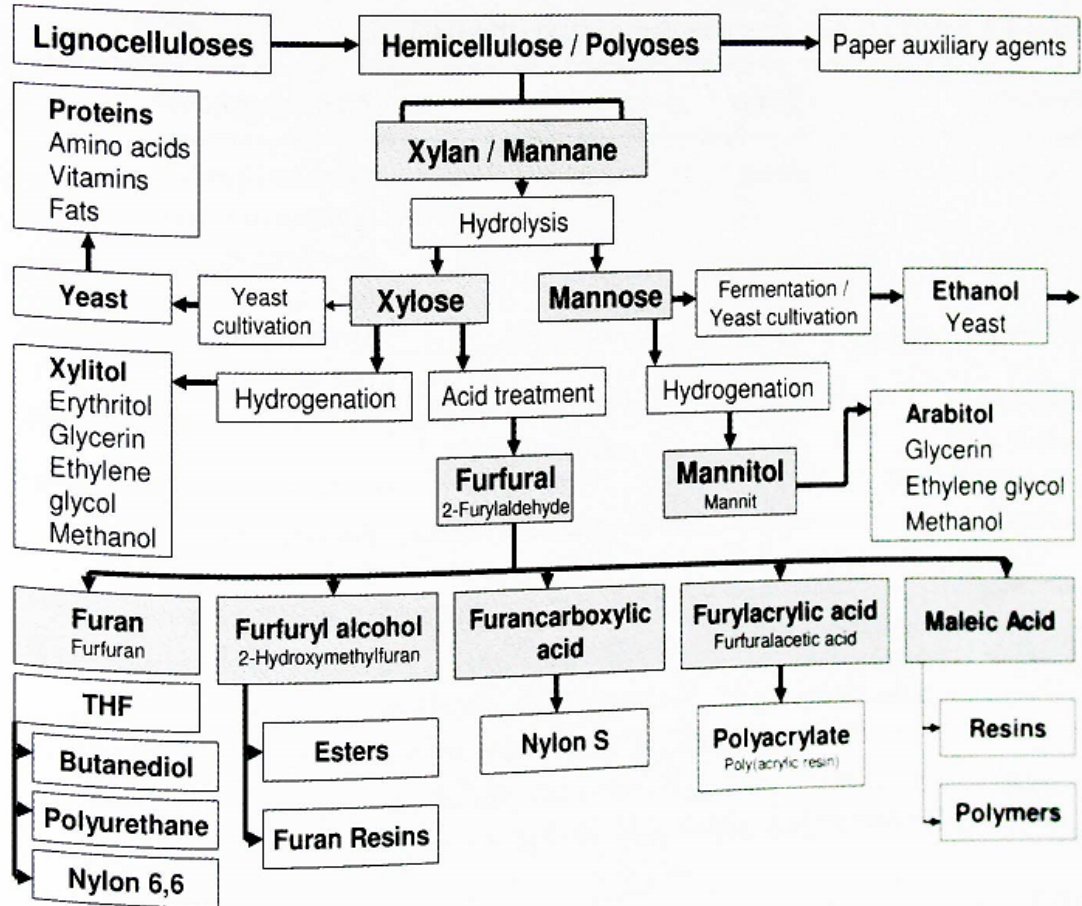 Lignocelluloses
Hemicellulose / Polyoses
Paper auxiliary agents
Proteins
Amino acids
Vitamins
Fats
Xylan / Mannane
Hydrolysis
Yeast
Yeast
cultivation
Xylose
Mannose
Fermentation /
Yeast cultivation
Ethanol
Yeast
Xylitol
Erythritol
Glycerin
Ethylene
glycol
Methanol
Hydrogenation
Acid treatment
Hydrogenation
Arabitol
Glycerin
Ethylene glycol
Methanol
Furfural
2-Furylaldehyde
Mannitol
Mannit
Furan
Furfuran
Furfuryl alcohol
2-Hydroxymethylfuran
Furancarboxylic
acid
Furylacrylic acid
Furfuralacetic acid
Maleic Acid
THF
Butanediol
Polyurethane
Nylon 6,6
Esters
Furan Resins
Nylon S
Polyacrylate
Poly(acrylic resin)
Resins
Polymers